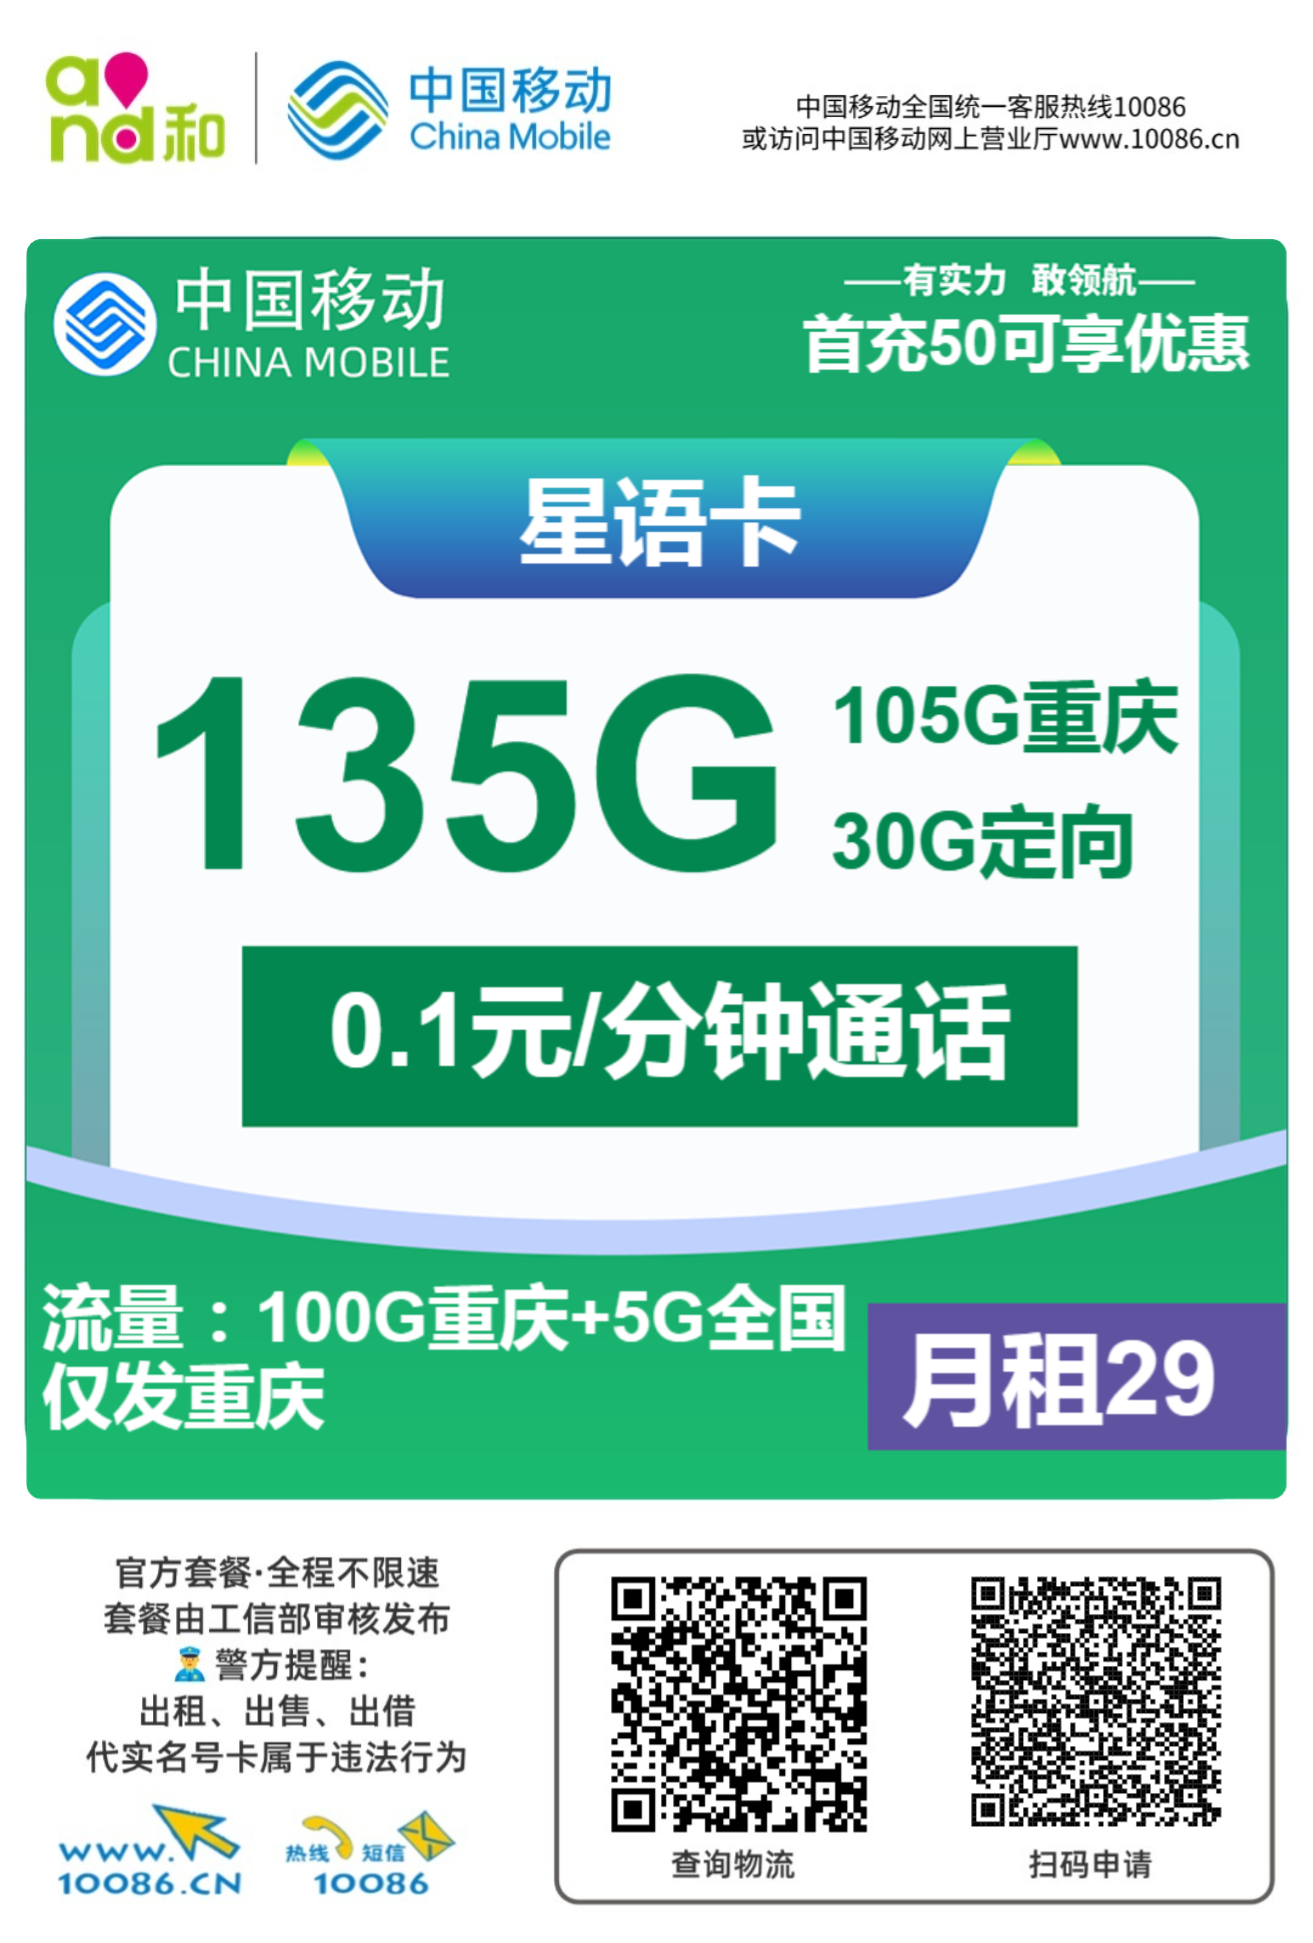 and和
中国移动
China Mobile
中国移动全国统一客服热线10086
或访问中国移动网上营业厅www.10086.cn
中国移动
CHINA MOBILE
——有实力 敢领航——
首充50可享优惠
星语卡
135G
105G重庆
30G定向
0.1元/分钟通话
流量：100G重庆+5G全国
仅发重庆
月租29
官方套餐·全程不限速
套餐由工信部审核发布
警方提醒：
出租、出售、出借
代实名号卡属于违法行为
www.
10086.CN
热线 短信
10086
查询物流
扫码申请